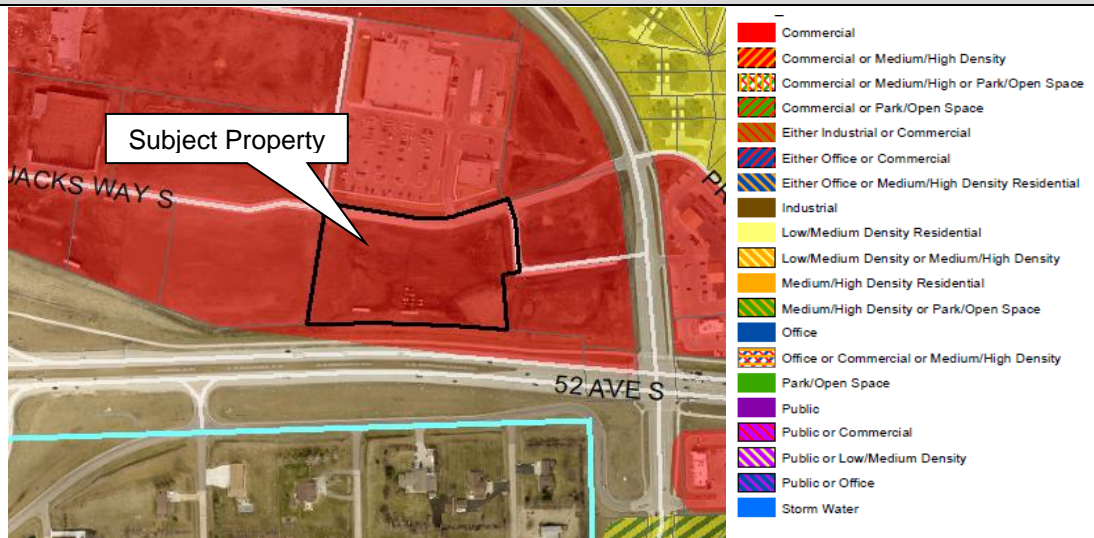 Subject Property
JACKS WAY S
PR
52 AVE S
Commercial
Commercial or Medium/High Density
Commercial or Medium/High or Park/Open Space
Commercial or Park/Open Space
Either Industrial or Commercial
Either Office or Commercial
Either Office or Medium/High Density Residential
Industrial
Low/Medium Density Residential
Low/Medium Density or Medium/High Density
Medium/High Density Residential
Medium/High Density or Park/Open Space
Office
Office or Commercial or Medium/High Density
Park/Open Space
Public
Public or Commercial
Public or Low/Medium Density
Public or Office
Storm Water